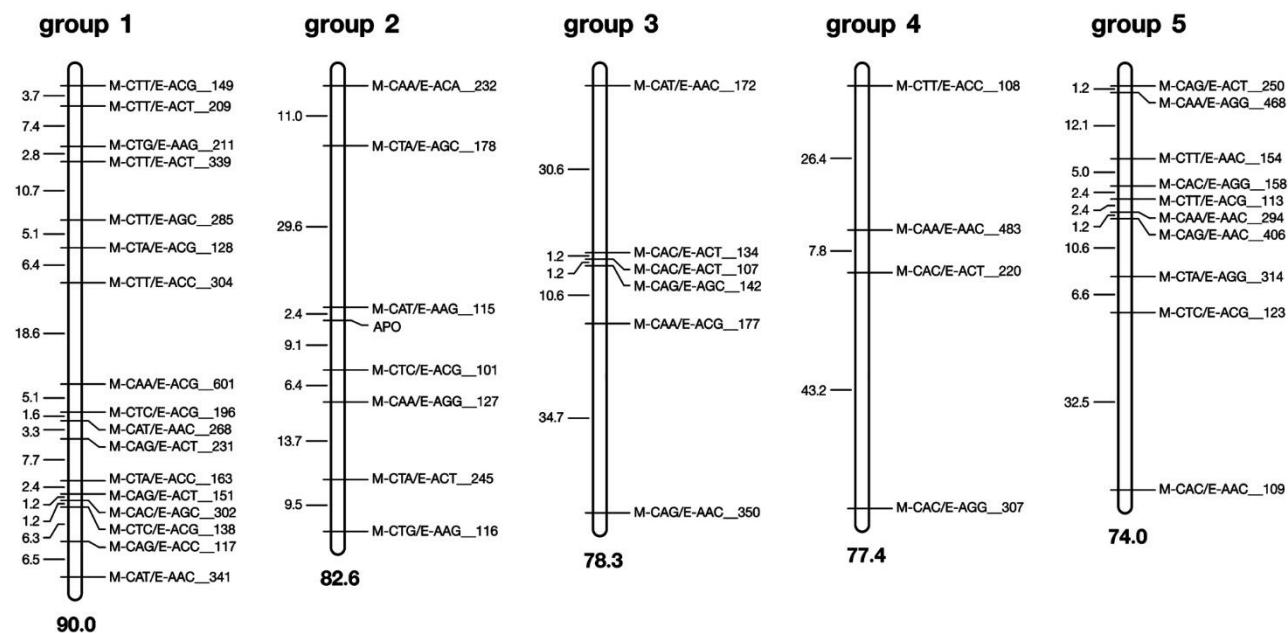 group 1
3.7
7.4
2.8
10.7
5.1
6.4
18.6
5.1
1.6
3.3
7.7
2.4
1.2
1.2
6.3
6.5
M-CTT/E-ACG__149
M-CTT/E-ACT__209
M-CTG/E-AAG__211
M-CTT/E-ACT__339
M-CTT/E-AGC__285
M-CTA/E-ACG__128
M-CTT/E-ACC__304
M-CAA/E-ACG__601
M-CTC/E-ACG__196
M-CAT/E-AAC__268
M-CAG/E-ACT__231
M-CTA/E-ACC__163
M-CAG/E-ACT__151
M-CAC/E-AGC__302
M-CTC/E-ACG__138
M-CAG/E-ACC__117
M-CAT/E-AAC__341
90.0
group 2
11.0
29.6
2.4
9.1
6.4
13.7
9.5
M-CAA/E-ACA__232
M-CTA/E-AGC__178
M-CAT/E-AAG__115
APO
M-CTC/E-ACG__101
M-CAA/E-AGG__127
M-CTA/E-ACT__245
M-CTG/E-AAG__116
82.6
group 3
30.6
1.2
1.2
10.6
34.7
M-CAT/E-AAC__172
M-CAC/E-ACT__134
M-CAC/E-ACT__107
M-CAG/E-AGC__142
M-CAA/E-ACG__177
M-CAG/E-AAC__350
78.3
group 4
26.4
7.8
43.2
M-CTT/E-ACC__108
M-CAA/E-AAC__483
M-CAC/E-ACT__220
M-CAC/E-AGG__307
77.4
group 5
1.2
12.1
5.0
2.4
2.4
1.2
10.6
6.6
32.5
M-CAG/E-ACT__250
M-CAA/E-AGG__468
M-CTT/E-AAC__154
M-CAC/E-AGG__158
M-CTT/E-ACG__113
M-CAA/E-AAC__294
M-CAG/E-AAC__406
M-CTA/E-AGG__314
M-CTC/E-ACG__123
M-CAC/E-AAC__109
74.0